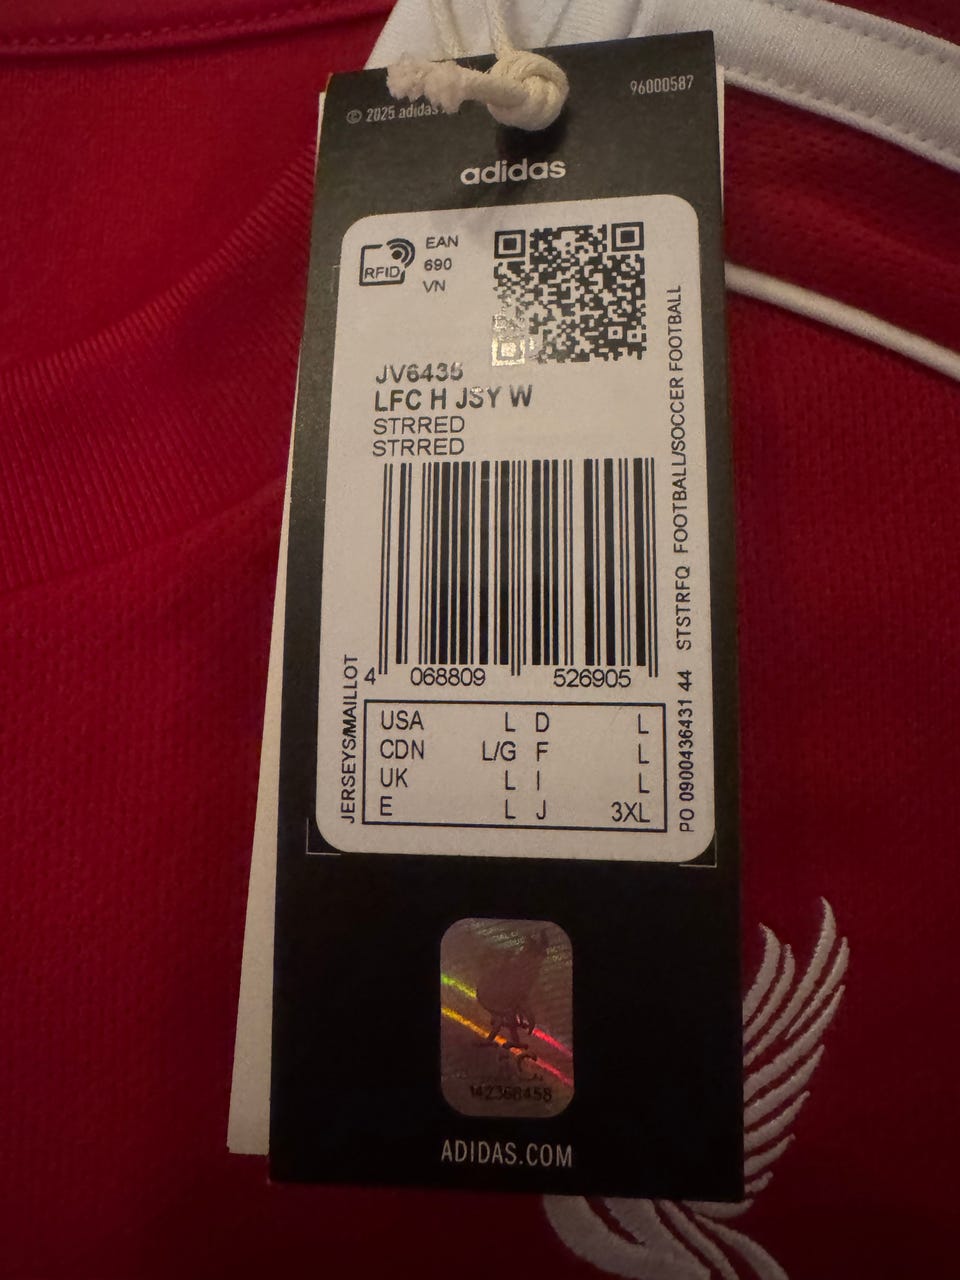 © 2025 adidas
96000587
adidas
RFID
EAN
690
VN
JV6435
LFC H JSY W
STRRED
STRRED
4 068809 526905
JERSEYS/MAILLOT
PO 0900436431 44 STSTRFQ FOOTBALL/SOCCER FOOTBALL
USA L D L
CDN L/G F L
UK L I L
E L J 3XL
ADIDAS.COM